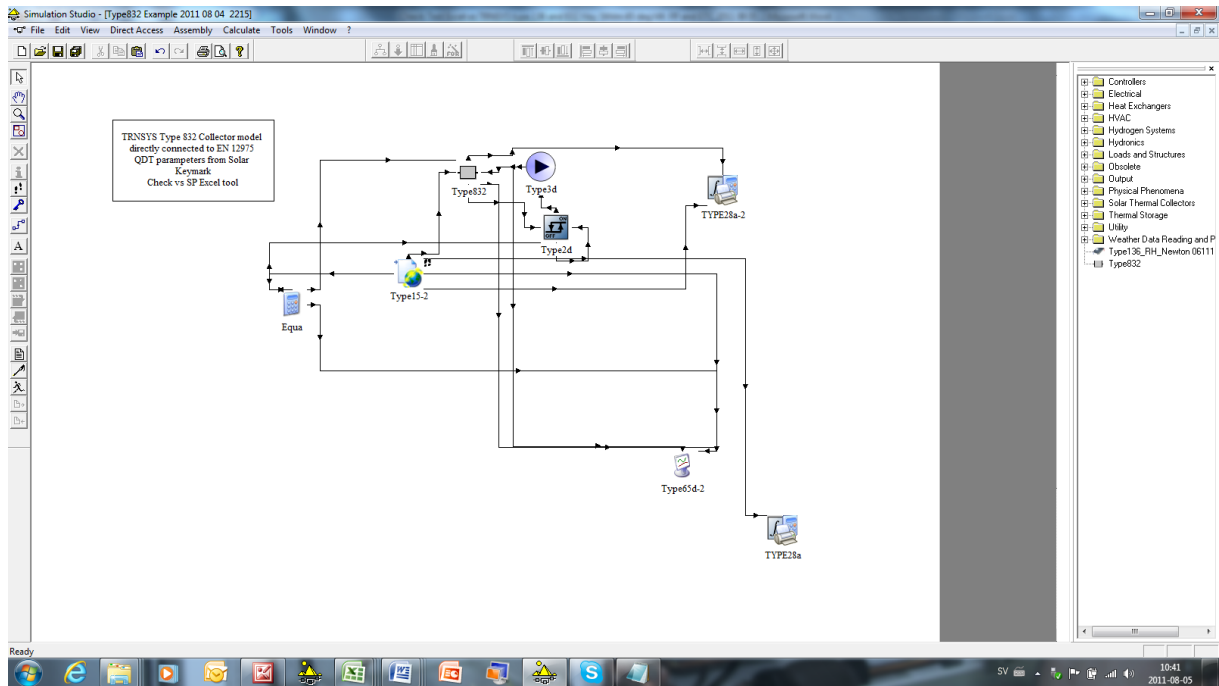 Simulation Studio - [Type832 Example 2011 08 04 2215]
File Edit View Direct Access Assembly Calculate Tools Window ?
TRNSYS Type 832 Collector model
directly connected to EN 12975
QDT parampeters from Solar
Keymark
Check vs SP Excel tool
Type832
Type3d
TYPE28a-2
ON
OFF
Type2d
Type15-2
Equa
Type65d-2
TYPE28a
Controllers
Electrical
Heat Exchangers
HVAC
Hydrogen Systems
Hydronics
Loads and Structures
Obsolete
Output
Physical Phenomena
Solar Thermal Collectors
Thermal Storage
Utility
Weather Data Reading and P
Type136_RH_Newton 06111
Type832
Ready
SV
10:41
2011-08-05